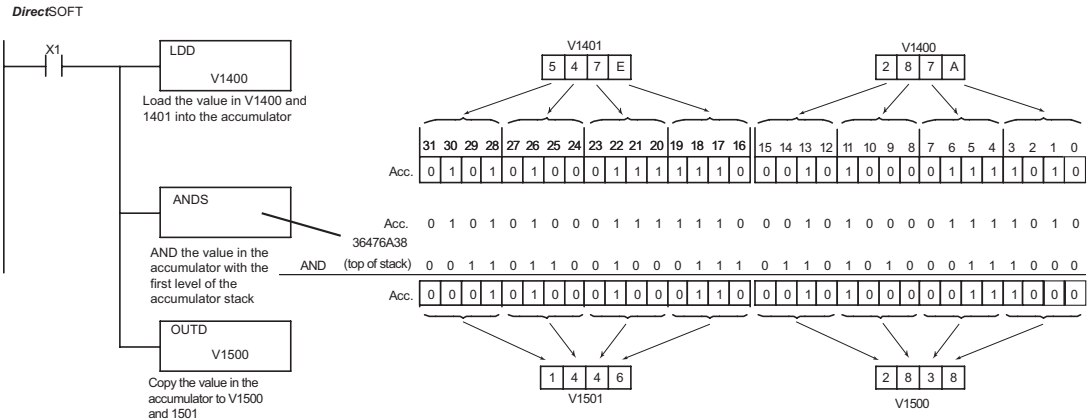 DirectSOFT
X1
LDD
V1400
Load the value in V1400 and
1401 into the accumulator
V1401
5 4 7 E
V1400
2 8 7 A
31 30 29 28 27 26 25 24 23 22 21 20 19 18 17 16 15 14 13 12 11 10 9 8 7 6 5 4 3 2 1 0
Acc. 0 1 0 1 0 1 0 0 0 1 1 1 1 1 1 0 0 0 1 0 1 0 0 0 0 1 1 1 1 0 1 0
ANDS
AND the value in the
accumulator with the
first level of the
accumulator stack
Acc. 0 1 0 1 0 1 0 0 0 1 1 1 1 1 1 0 0 0 1 0 1 0 0 0 0 1 1 1 1 0 1 0
36476A38
AND (top of stack) 0 0 1 1 0 1 1 0 0 1 0 0 0 1 1 1 0 1 1 0 1 0 1 0 0 0 1 1 1 0 0 0
Acc. 0 0 0 1 0 1 0 0 0 1 0 0 0 1 1 0 0 0 1 0 1 0 0 0 0 0 1 1 1 0 0 0
OUTD
V1500
Copy the value in the
accumulator to V1500
and 1501
1 4 4 6
V1501
2 8 3 8
V1500